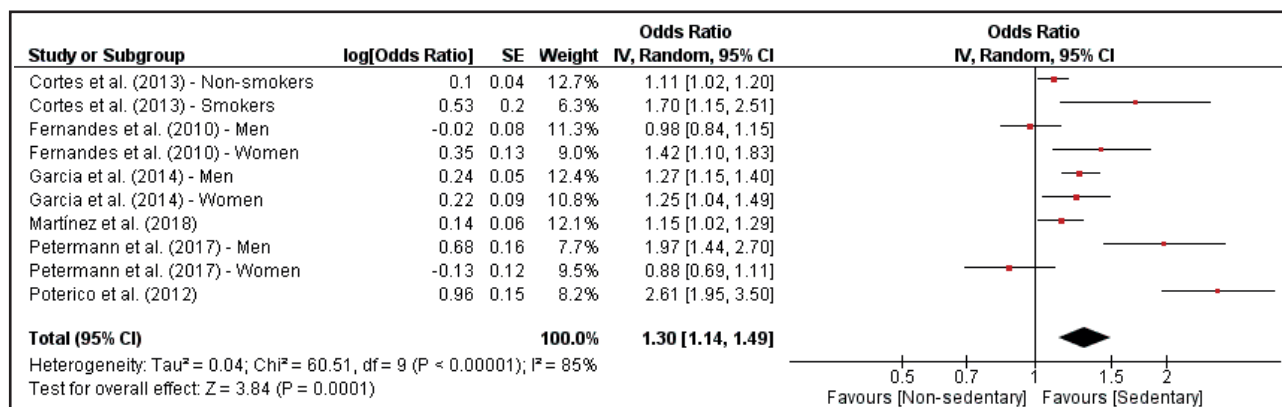 Odds Ratio Odds Ratio
Study or Subgroup log[Odds Ratio] SE Weight IV, Random, 95% CI IV, Random, 95% CI
Cortes et al. (2013) - Non-smokers 0.1 0.04 12.7% 1.11 [1.02, 1.20]
Cortes et al. (2013) - Smokers 0.53 0.2 6.3% 1.70 [1.15, 2.51]
Fernandes et al. (2010) - Men -0.02 0.08 11.3% 0.98 [0.84, 1.15]
Fernandes et al. (2010) - Women 0.35 0.13 9.0% 1.42 [1.10, 1.83]
Garcia et al. (2014) - Men 0.24 0.05 12.4% 1.27 [1.15, 1.40]
Garcia et al. (2014) - Women 0.22 0.09 10.8% 1.25 [1.04, 1.49]
Martínez et al. (2018) 0.14 0.06 12.1% 1.15 [1.02, 1.29]
Petermann et al. (2017) - Men 0.68 0.16 7.7% 1.97 [1.44, 2.70]
Petermann et al. (2017) - Women -0.13 0.12 9.5% 0.88 [0.69, 1.11]
Poterico et al. (2012) 0.96 0.15 8.2% 2.61 [1.95, 3.50]
Total (95% CI) 100.0% 1.30 [1.14, 1.49]
Heterogeneity: Tau² = 0.04; Chi² = 60.51, df = 9 (P < 0.00001); I² = 85%
Test for overall effect: Z = 3.84 (P = 0.0001)
0.5 0.7 1 1.5 2
Favours [Non-sedentary] Favours [Sedentary]